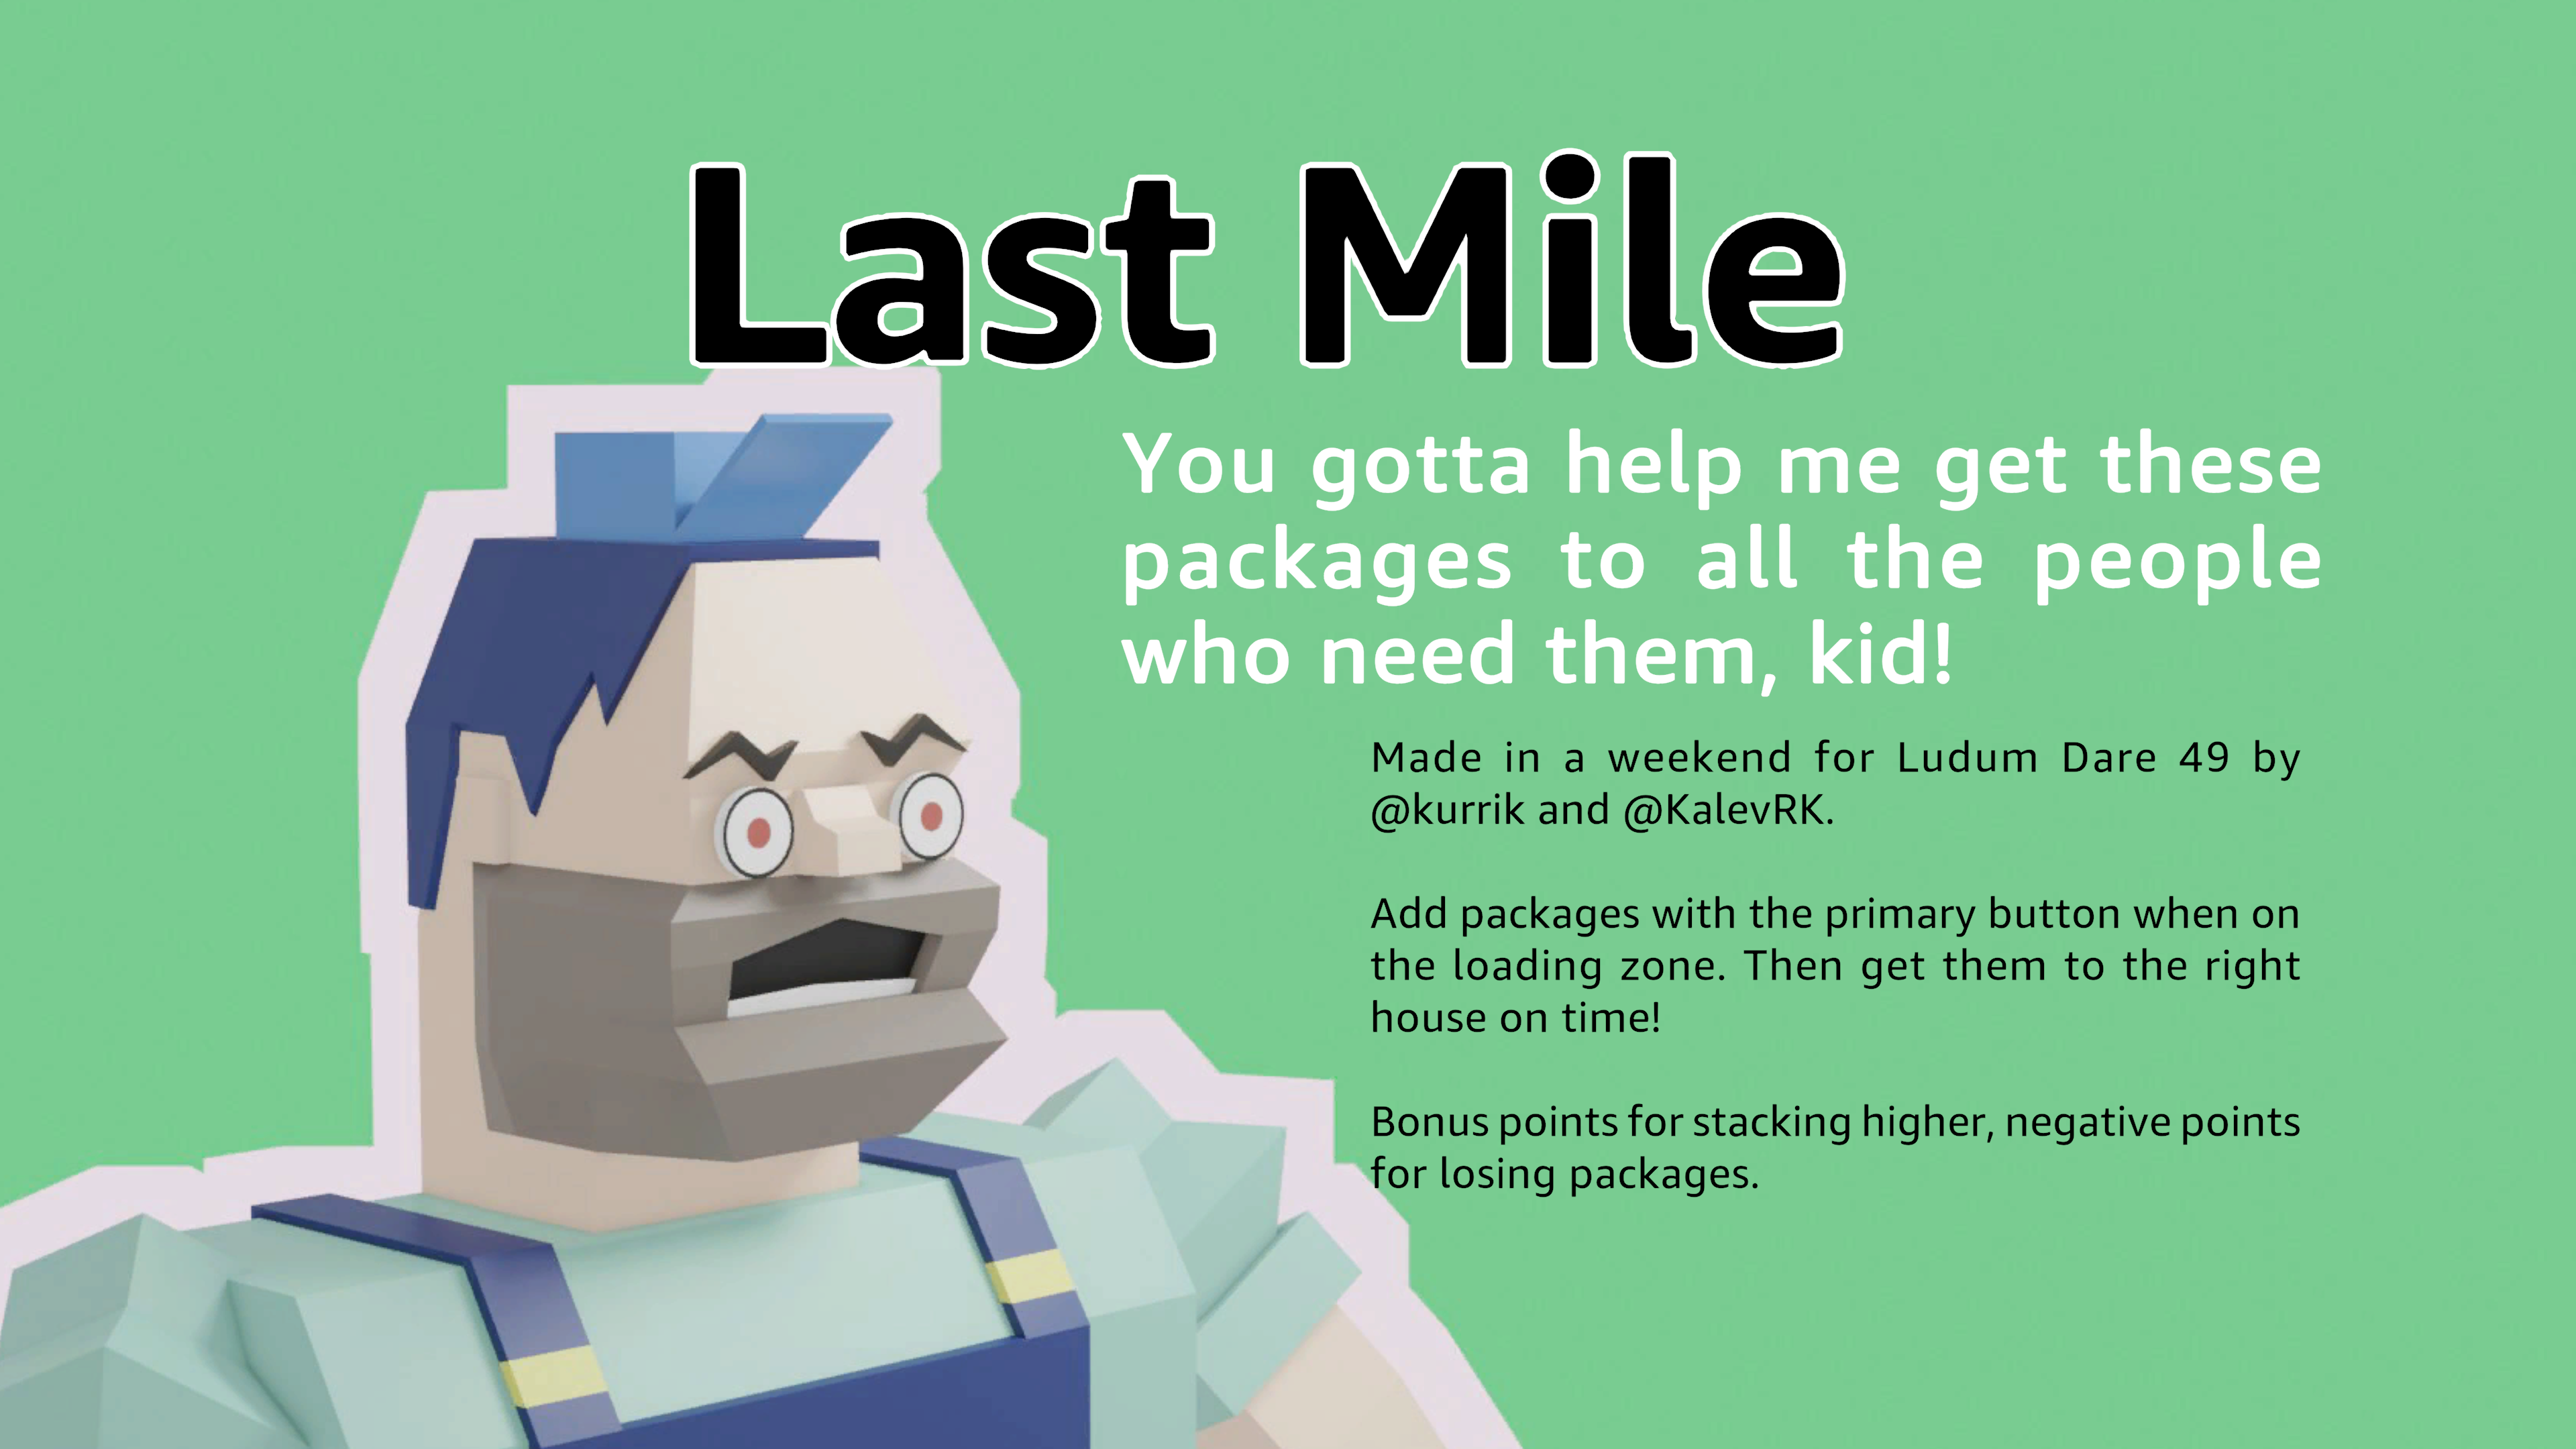 Last Mile
You gotta help me get these
packages to all the people
who need them, kid!
Made in a weekend for Ludum Dare 49 by
@kurrik and @KalevRK.
Add packages with the primary button when on
the loading zone. Then get them to the right
house on time!
Bonus points for stacking higher, negative points
for losing packages.